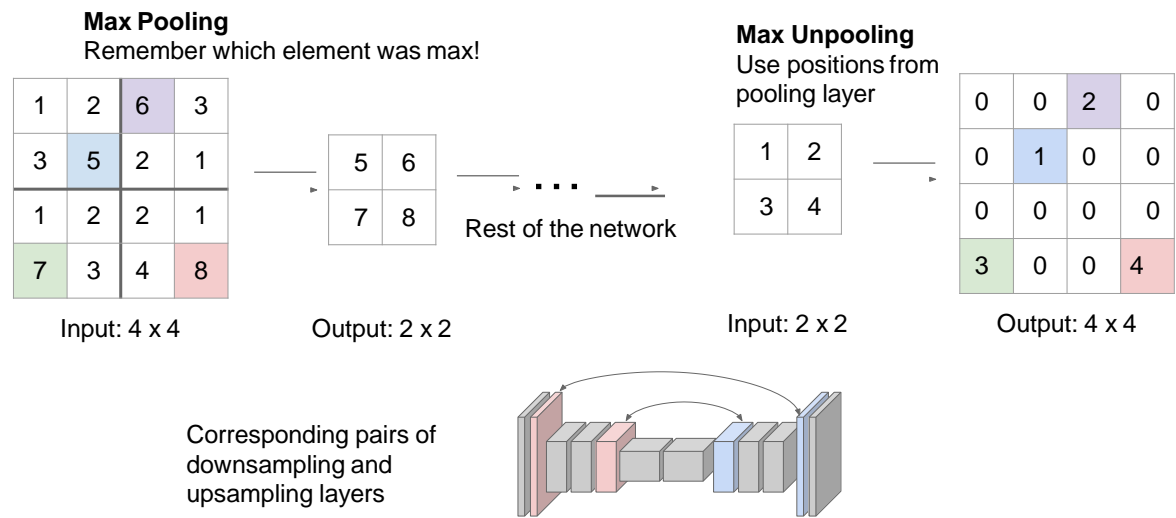 Max Pooling
Remember which element was max!
1 2 6 3
3 5 2 1
1 2 2 1
7 3 4 8
Input: 4 x 4
5 6
7 8
Output: 2 x 2
...
Rest of the network
Max Unpooling
Use positions from
pooling layer
1 2
3 4
Input: 2 x 2
0 0 2 0
0 1 0 0
0 0 0 0
3 0 0 4
Output: 4 x 4
Corresponding pairs of
downsampling and
upsampling layers